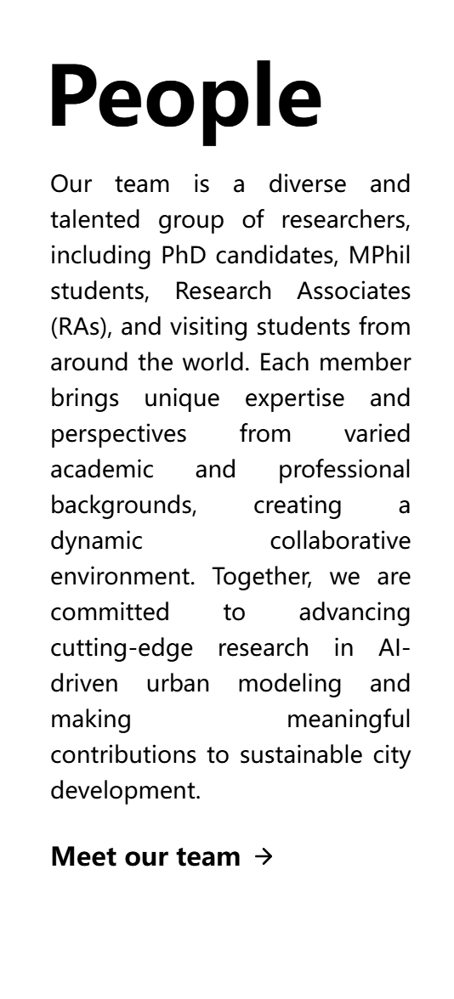 People
Our team is a diverse and
talented group of researchers,
including PhD candidates, MPhil
students, Research Associates
(RAs), and visiting students from
around the world. Each member
brings unique expertise and
perspectives from varied
academic and professional
backgrounds, creating a
dynamic collaborative
environment. Together, we are
committed to advancing
cutting-edge research in AI-
driven urban modeling and
making meaningful
contributions to sustainable city
development.
Meet our team →